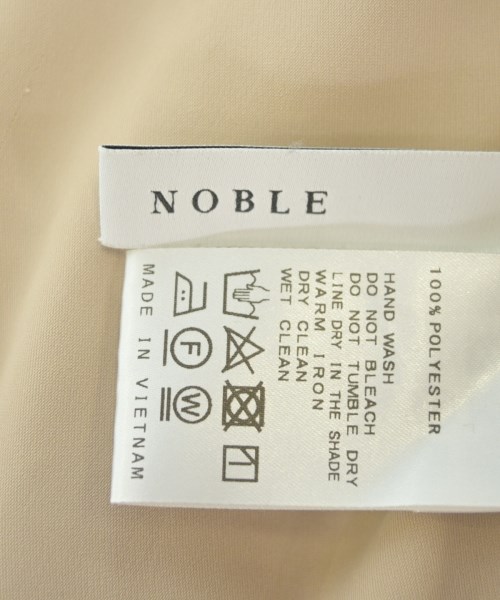 NOBLE
100% POLYESTER
HAND WASH
DO NOT BLEACH
DO NOT TUMBLE DRY
LINE DRY IN THE SHADE
WARM IRON
DRY CLEAN
WET CLEAN
F
W
MADE IN VIETNAM